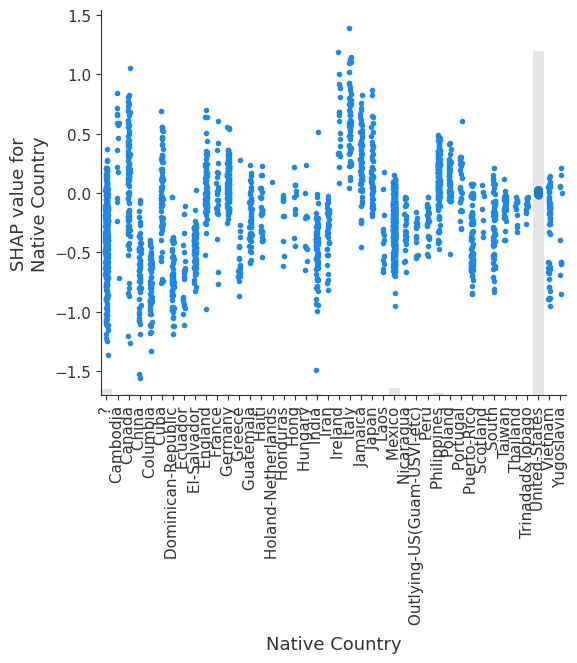 1.5
1.0
0.5
0.0
−0.5
−1.0
−1.5
SHAP value for
Native Country
?
Cambodia
Canada
China
Columbia
Cuba
Dominican-Republic
Ecuador
El-Salvador
England
France
Germany
Greece
Guatemala
Haiti
Holand-Netherlands
Honduras
Hong
Hungary
India
Iran
Ireland
Italy
Jamaica
Japan
Laos
Mexico
Nicaragua
Outlying-US(Guam-USVI-etc)
Peru
Philippines
Poland
Portugal
Puerto-Rico
Scotland
South
Taiwan
Thailand
Trinadad&Tobago
United-States
Vietnam
Yugoslavia
Native Country